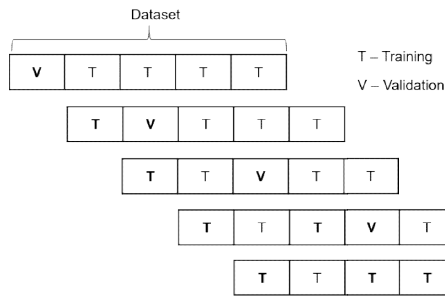 Dataset
V T T T T
T – Training
V – Validation
T V T T T
T T V T T
T T T V T
T T T T